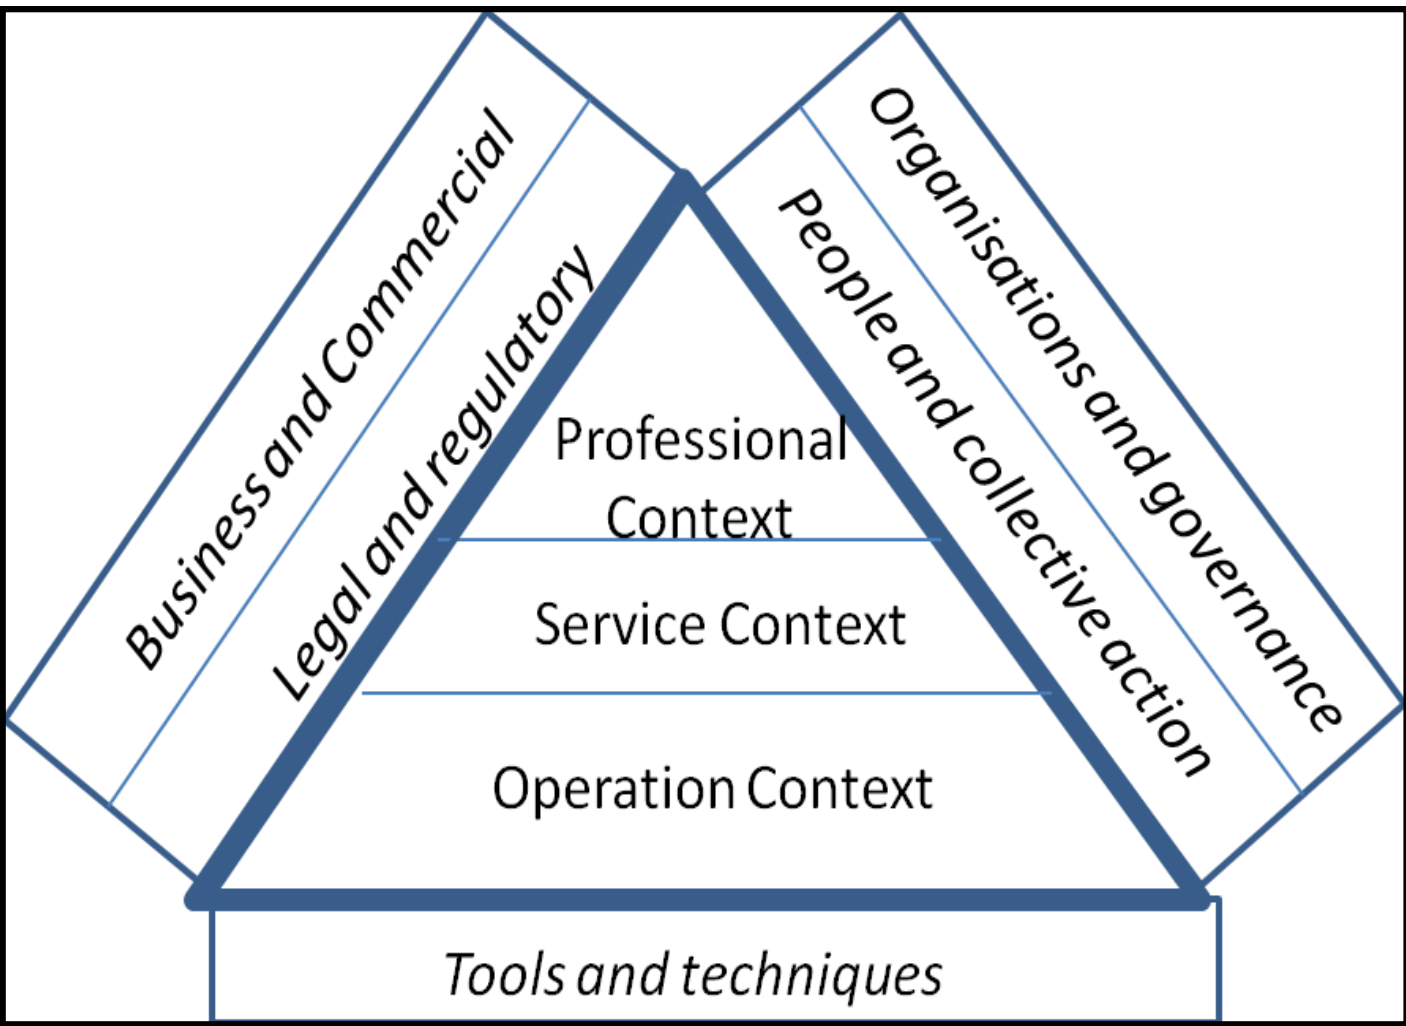 Business and Commercial
Legal and regulatory
Organisations and governance
People and collective action
Professional
Context
Service Context
Operation Context
Tools and techniques